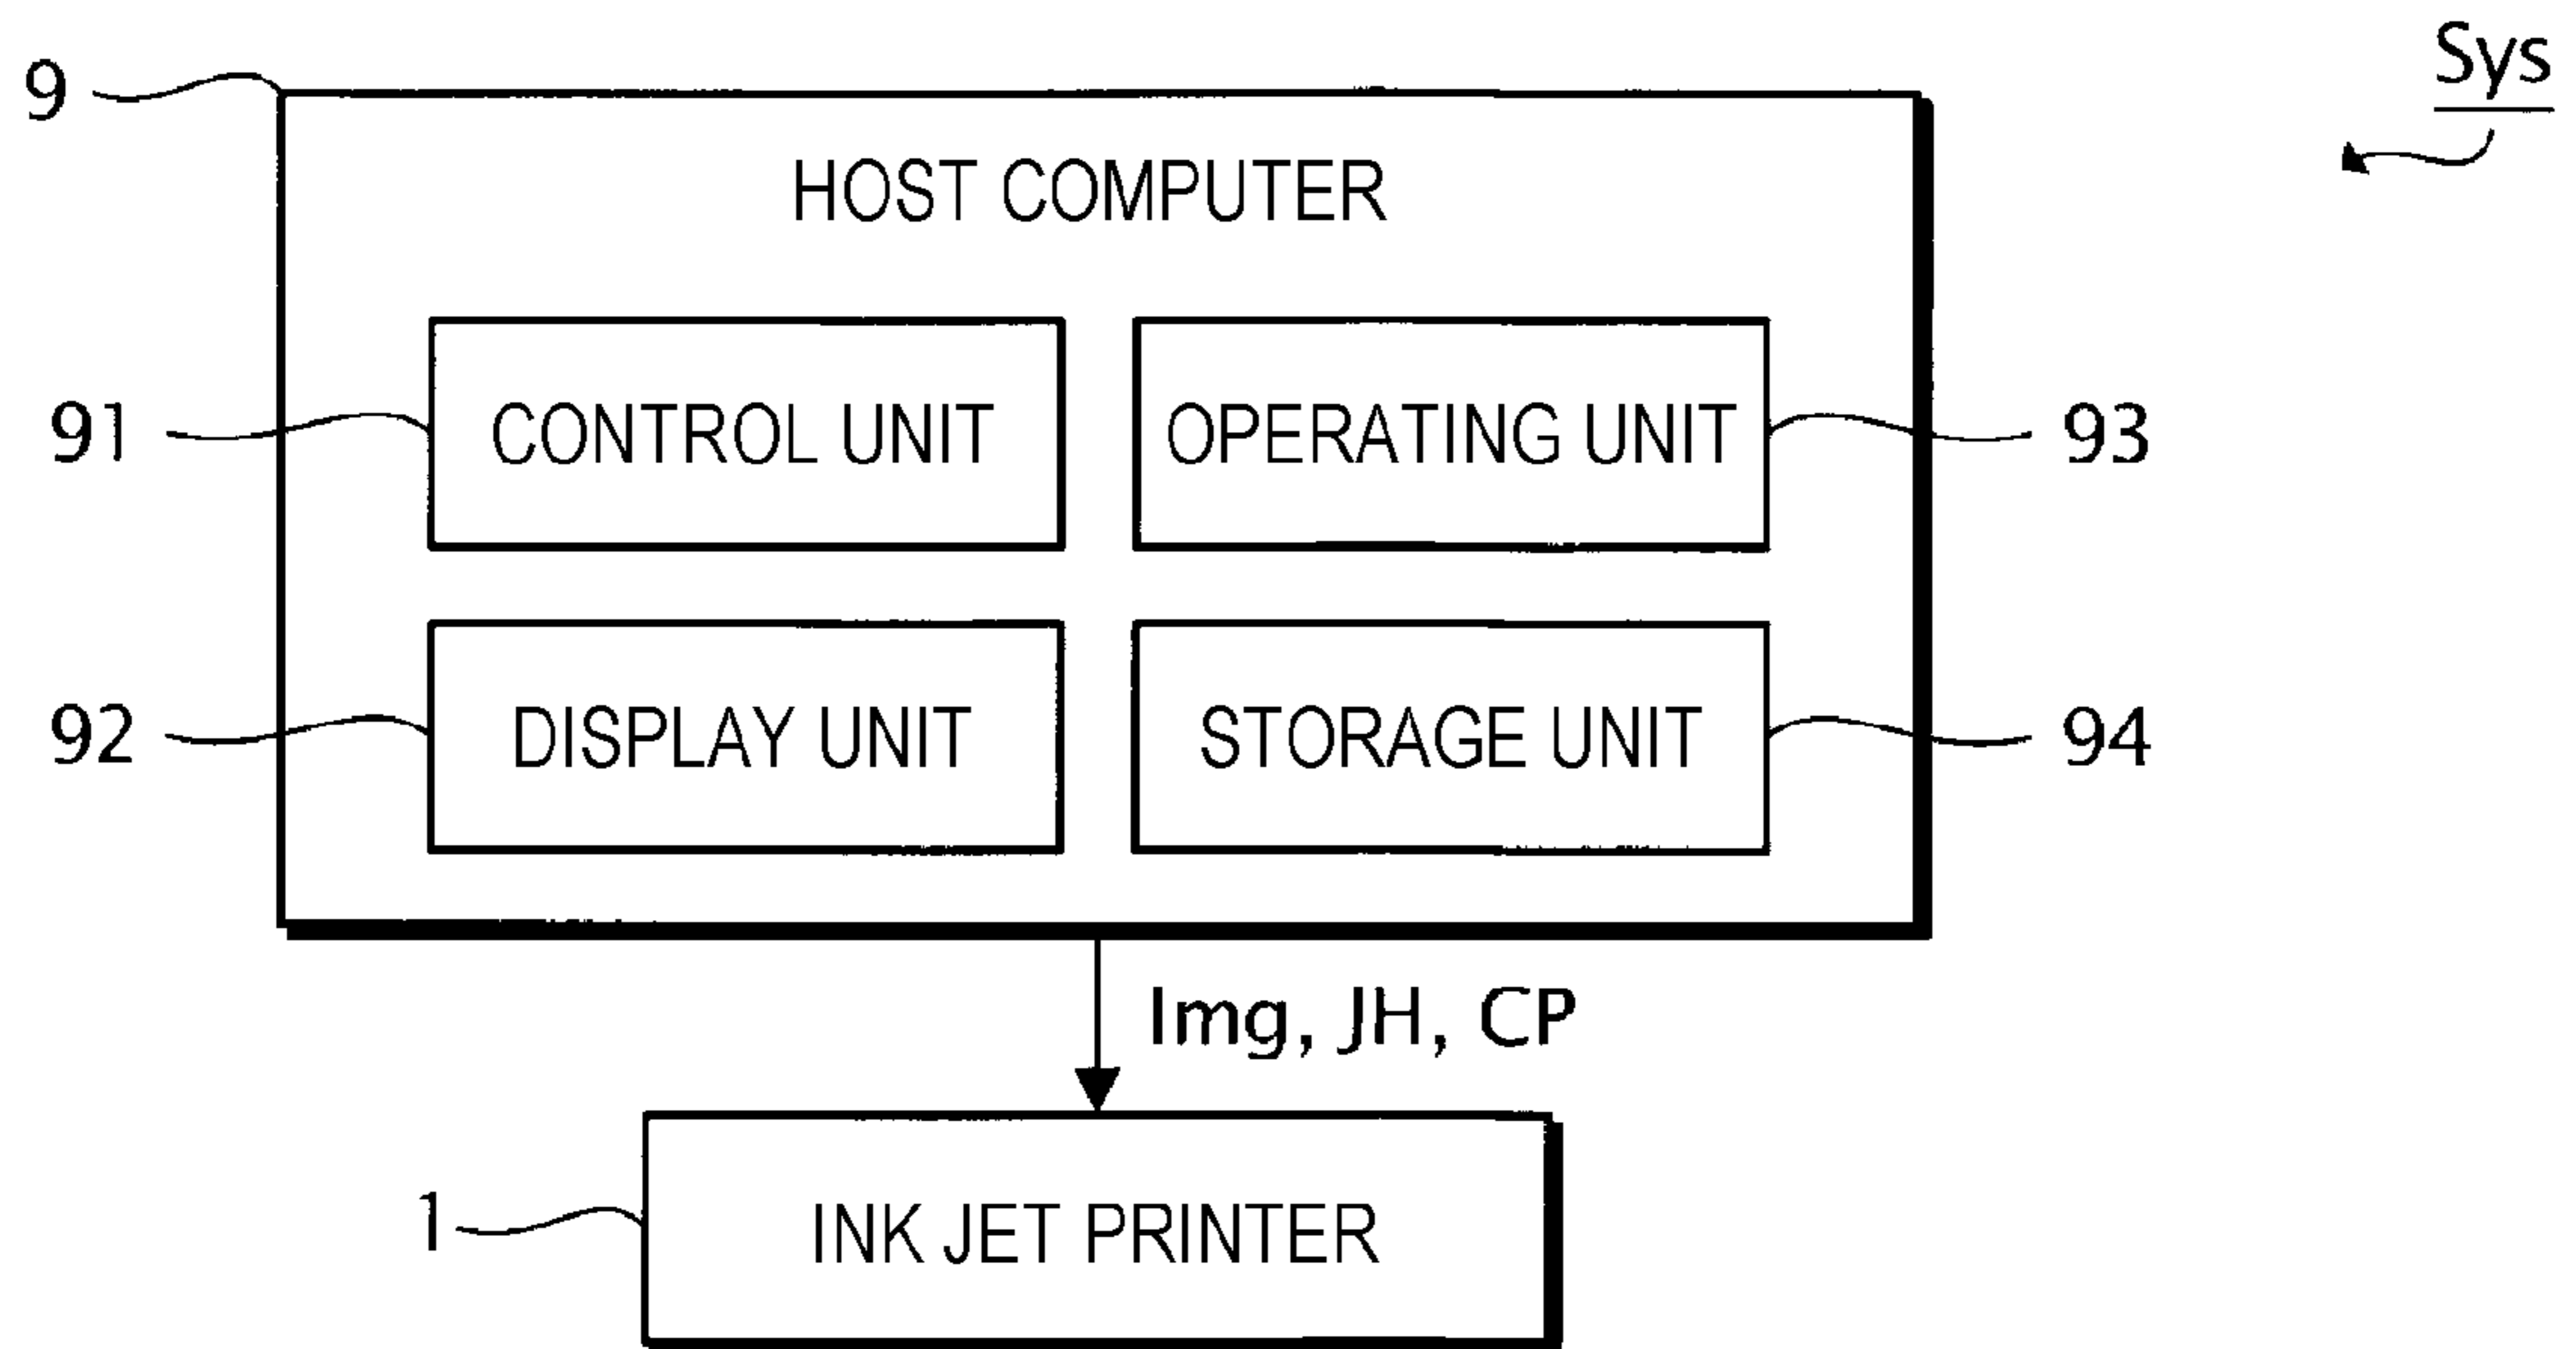 Sys
9
HOST COMPUTER
91 CONTROL UNIT OPERATING UNIT 93
92 DISPLAY UNIT STORAGE UNIT 94
Img, JH, CP
1 INK JET PRINTER